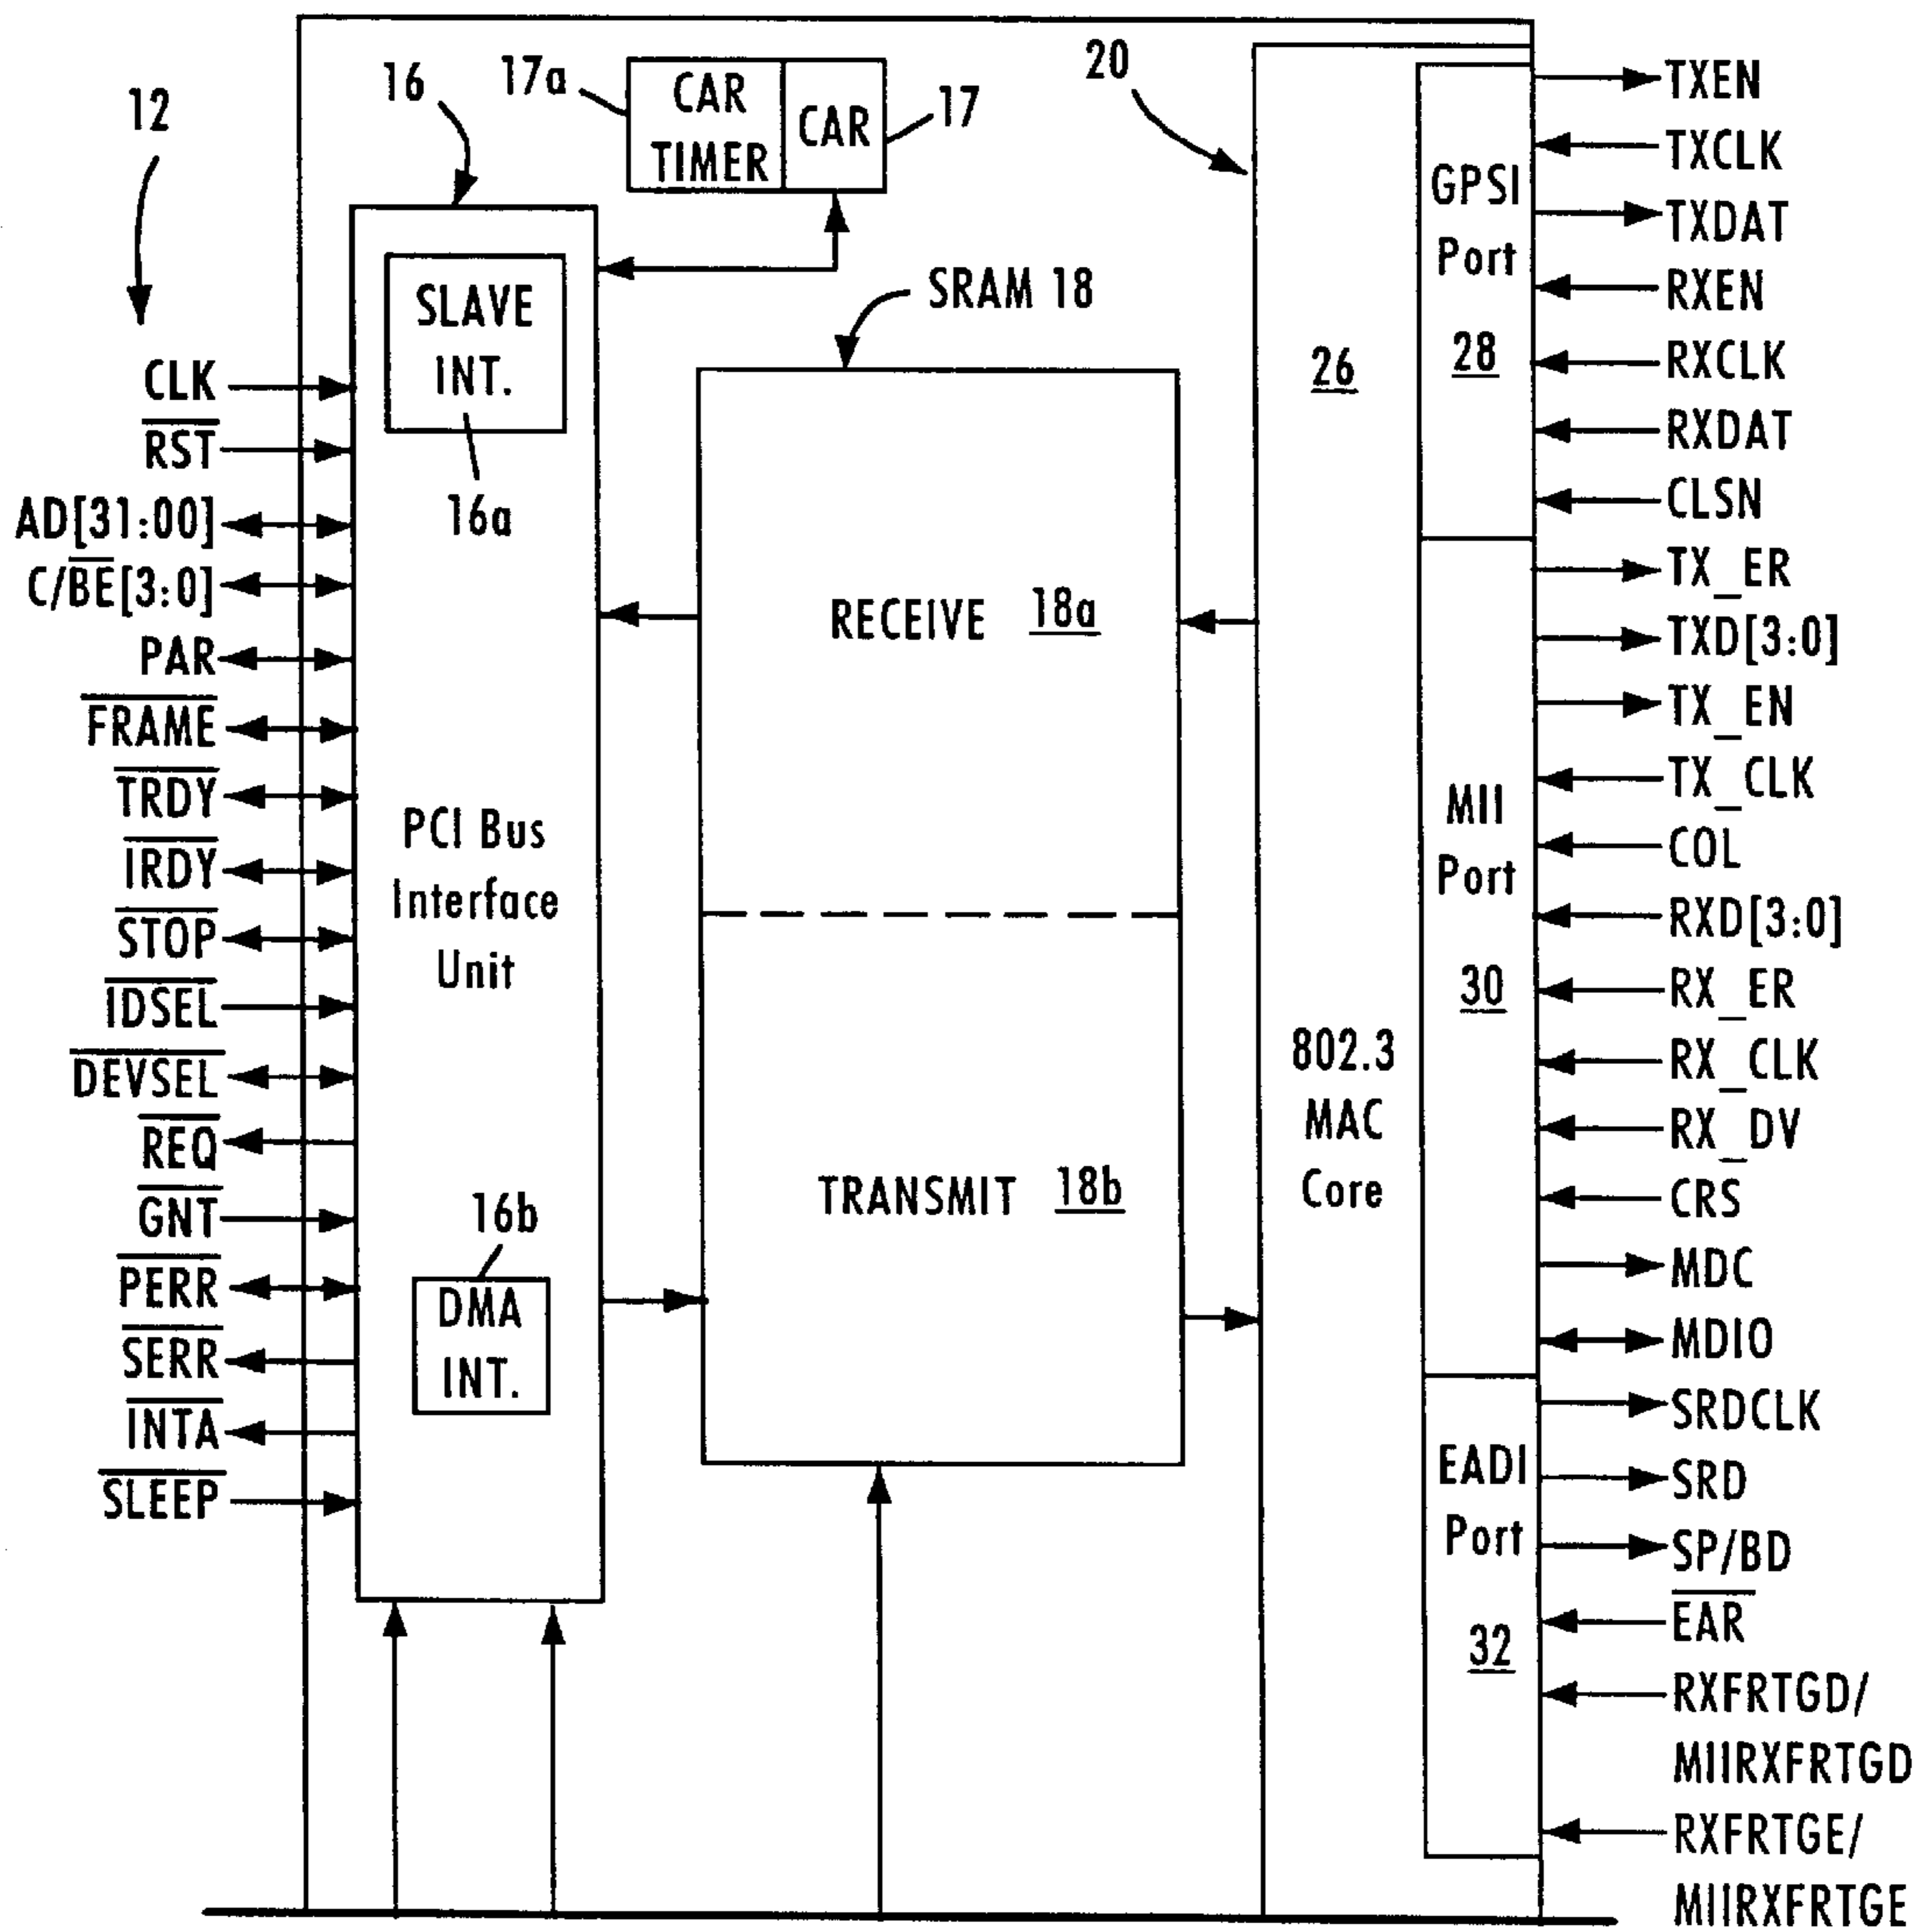 12
CLK
RST
AD[31:00]
C/BE[3:0]
PAR
FRAME
TRDY
IRDY
STOP
IDSEL
DEVSEL
REQ
GNT
PERR
SERR
INTA
SLEEP
16
SLAVE
INT.
16a
PCI Bus
Interface
Unit
16b
DMA
INT.
17a
CAR
TIMER
CAR
17
SRAM 18
RECEIVE 18a
TRANSMIT 18b
20
26
802.3
MAC
Core
GPSI
Port
28
MII
Port
30
EADI
Port
32
TXEN
TXCLK
TXDAT
RXEN
RXCLK
RXDAT
CLSN
TX_ER
TXD[3:0]
TX_EN
TX_CLK
COL
RXD[3:0]
RX_ER
RX_CLK
RX_DV
CRS
MDC
MDIO
SRDCLK
SRD
SP/BD
EAR
RXFRTGD/
MIIRXFRTGD
RXFRTGE/
MIIRXFRTGE